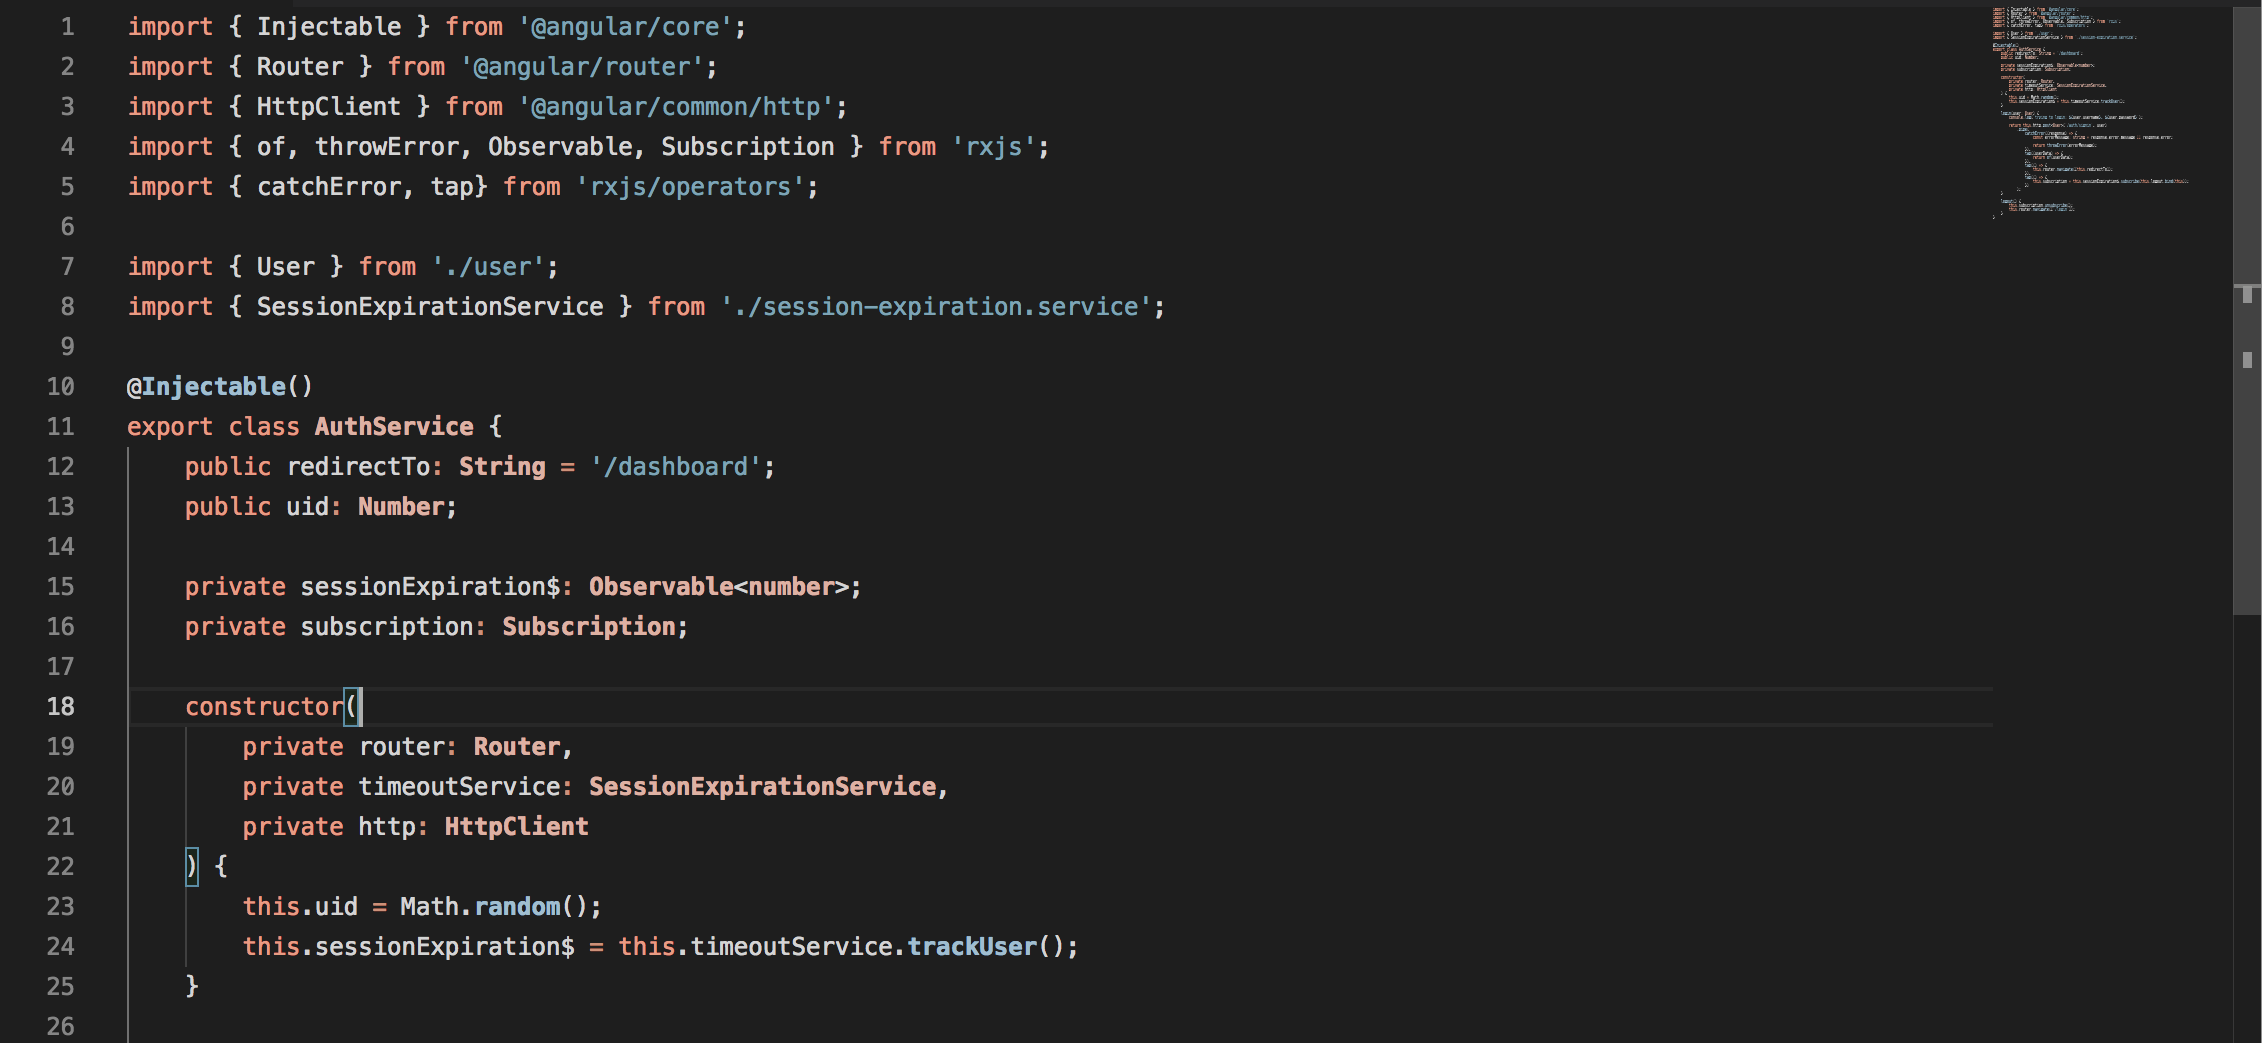 1 import { Injectable } from '@angular/core';
2 import { Router } from '@angular/router';
3 import { HttpClient } from '@angular/common/http';
4 import { of, throwError, Observable, Subscription } from 'rxjs';
5 import { catchError, tap} from 'rxjs/operators';
6
7 import { User } from './user';
8 import { SessionExpirationService } from './session-expiration.service';
9
10 @Injectable()
11 export class AuthService {
12     public redirectTo: String = '/dashboard';
13     public uid: Number;
14
15     private sessionExpiration$: Observable<number>;
16     private subscription: Subscription;
17
18     constructor(
19         private router: Router,
20         private timeoutService: SessionExpirationService,
21         private http: HttpClient
22     ) {
23         this.uid = Math.random();
24         this.sessionExpiration$ = this.timeoutService.trackUser();
25     }
26